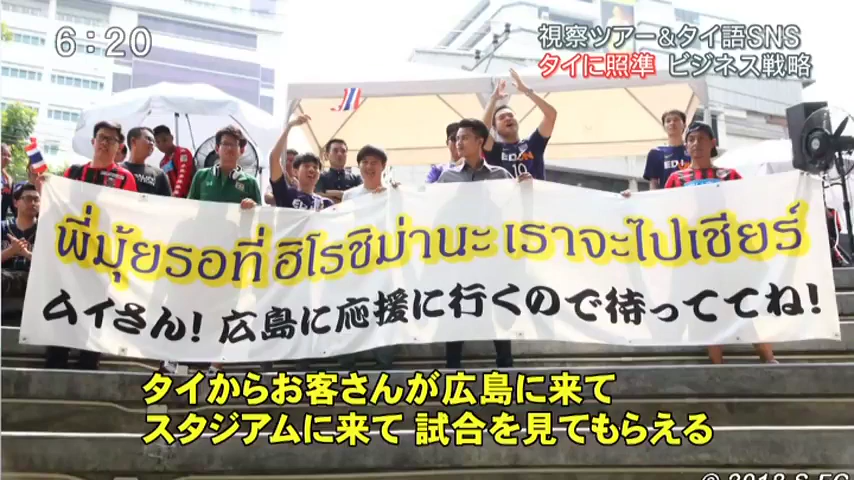 6:20
視察ツアー&タイ語SNS
タイに照準 ビジネス戦略
EDION
10
พี่มุ้ยรอที่ฮิโรชิม่านะเราจะไปเชียร์
ムイさん!広島に応援に行くので待っててね!
タイからお客さんが広島に来て
スタジアムに来て 試合を見てもらえる